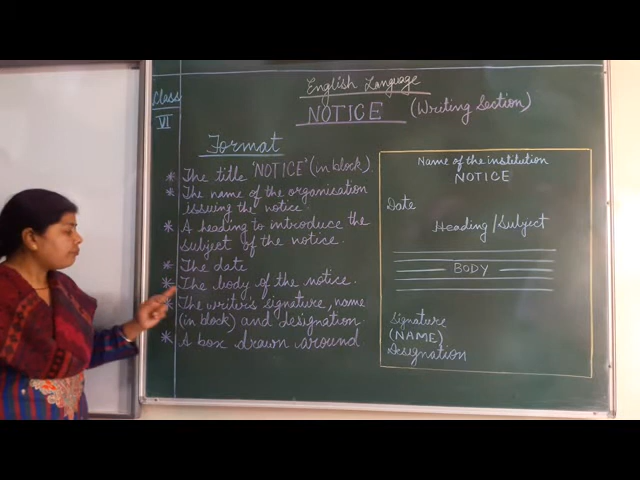 English Language
Class
VI
NOTICE (Writing Section)
Format
* The title 'NOTICE' (in block).
* The name of the organisation
issuing the notice.
* A heading to introduce the
subject of the notice.
* The date
* The body of the notice.
* The writer's signature, name
(in block) and designation.
* A box drawn around
Name of the institution
NOTICE
Date
Heading/Subject
BODY
Signature
(NAME)
Designation